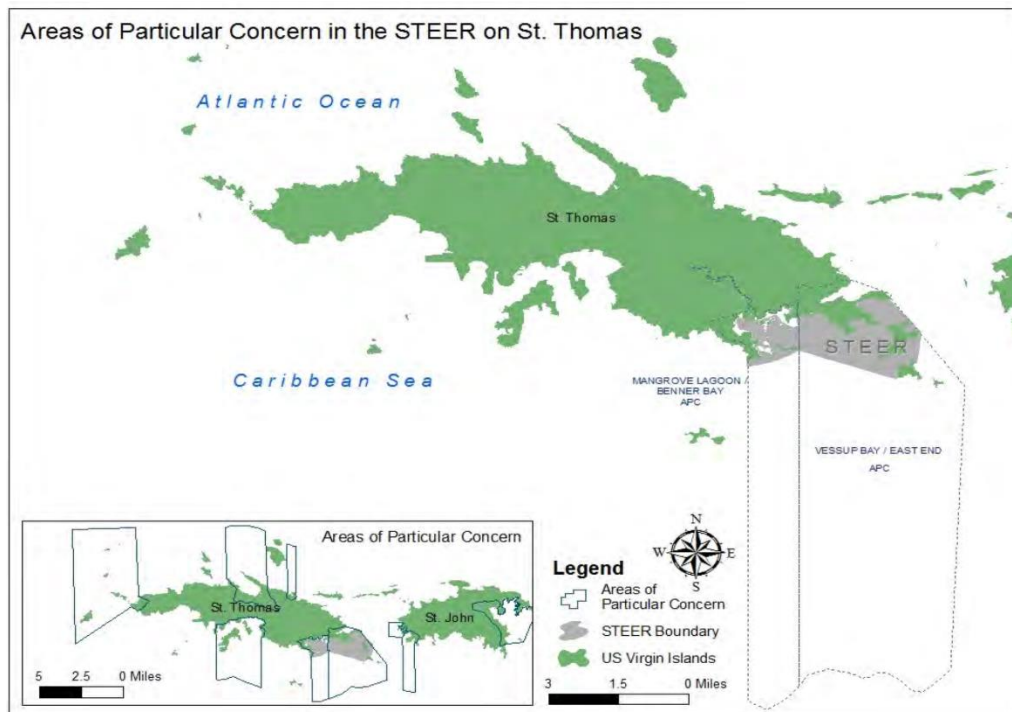 Areas of Particular Concern in the STEER on St. Thomas
Atlantic Ocean
St. Thomas
STEER
Caribbean Sea
MANGROVE LAGOON /
BENNER BAY
APC
VESSUP BAY / EAST END
APC
Areas of Particular Concern
St. Thomas
St. John
5 2.5 0 Miles
N
W E
S
Legend
Areas of
Particular Concern
STEER Boundary
US Virgin Islands
3 1.5 0 Miles